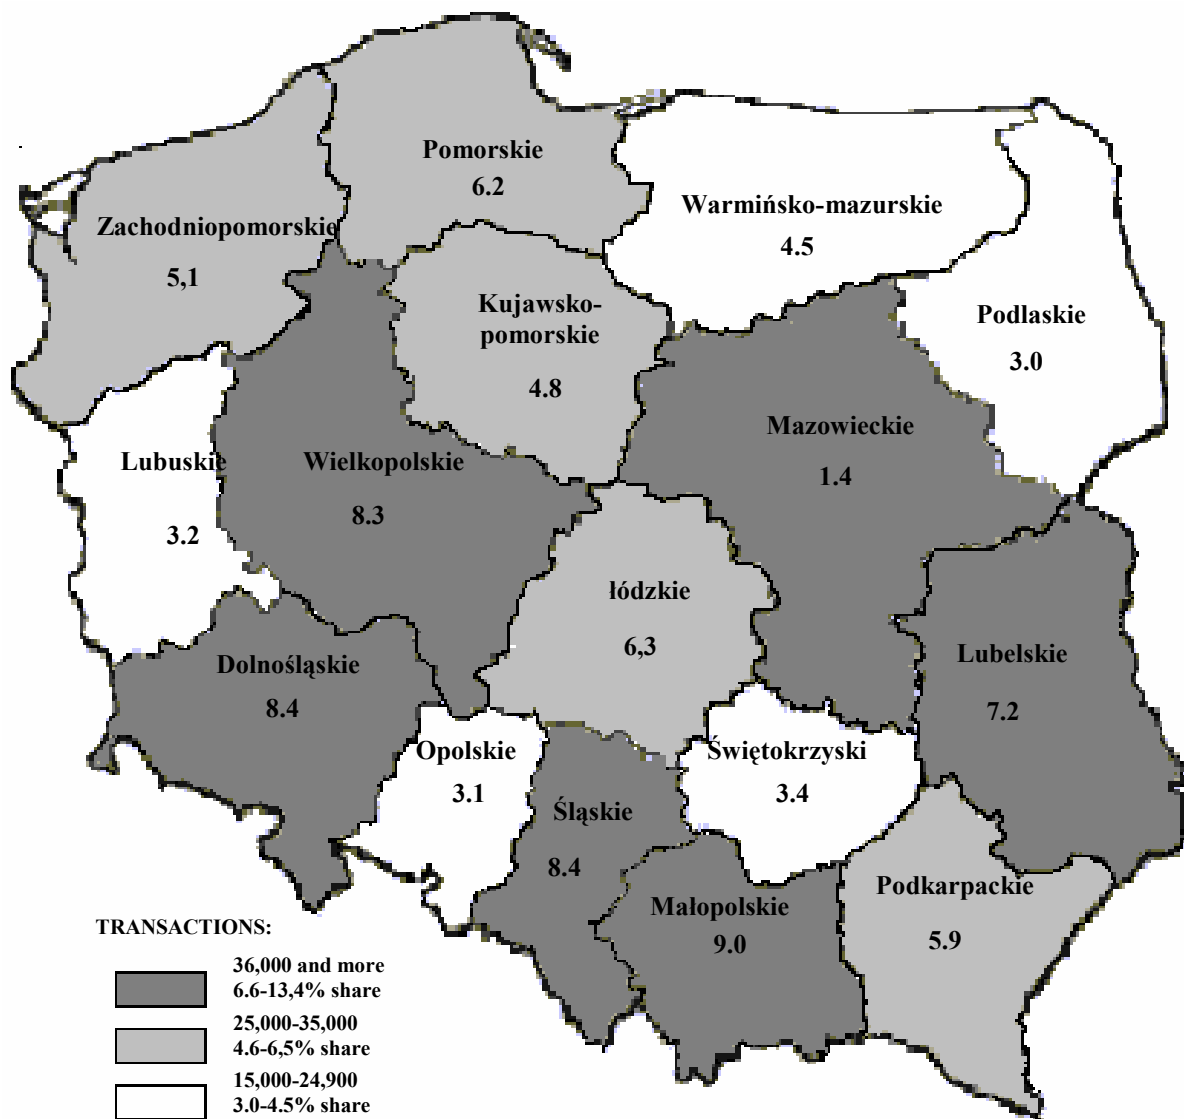 Pomorskie
6.2
Warmińsko-mazurskie
4.5
Zachodniopomorskie
5,1
Kujawsko-
pomorskie
4.8
Podlaskie
3.0
Mazowieckie
1.4
Lubuskie
3.2
Wielkopolskie
8.3
łódzkie
6,3
Lubelskie
7.2
Dolnośląskie
8.4
Opolskie
3.1
Śląskie
8.4
Świętokrzyski
3.4
Małopolskie
9.0
Podkarpackie
5.9
TRANSACTIONS:
36,000 and more
6.6-13,4% share
25,000-35,000
4.6-6,5% share
15,000-24,900
3.0-4.5% share